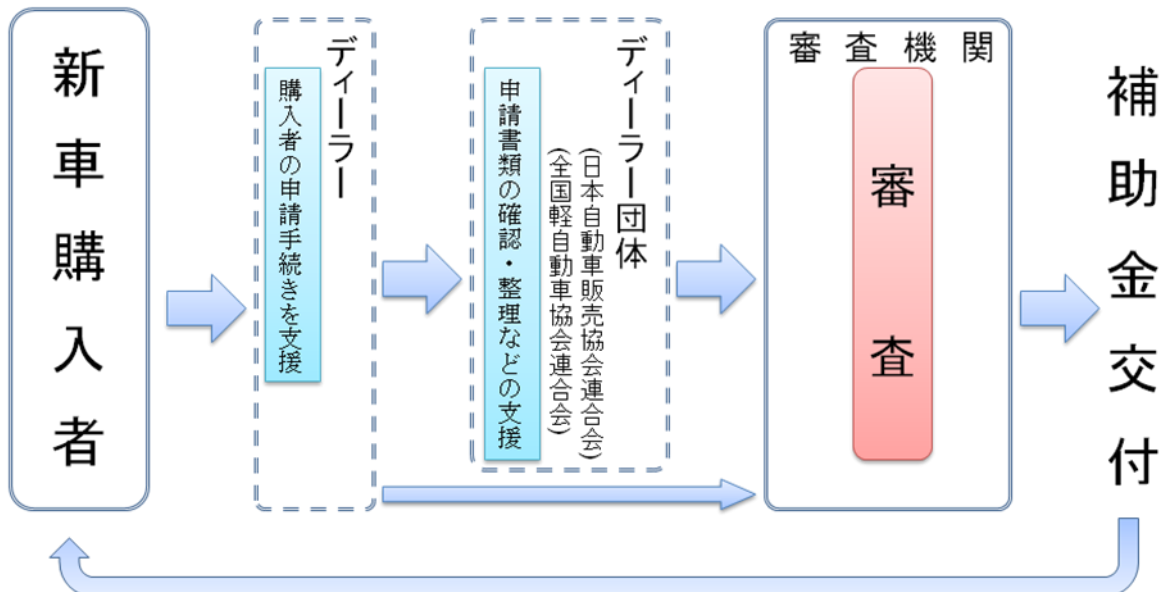 新車購入者
ディーラー
購入者の申請手続きを支援
ディーラー団体
(日本自動車販売協会連合会)
(全国軽自動車協会連合会)
申請書類の確認・整理などの支援
審査機関
審査
補助金交付